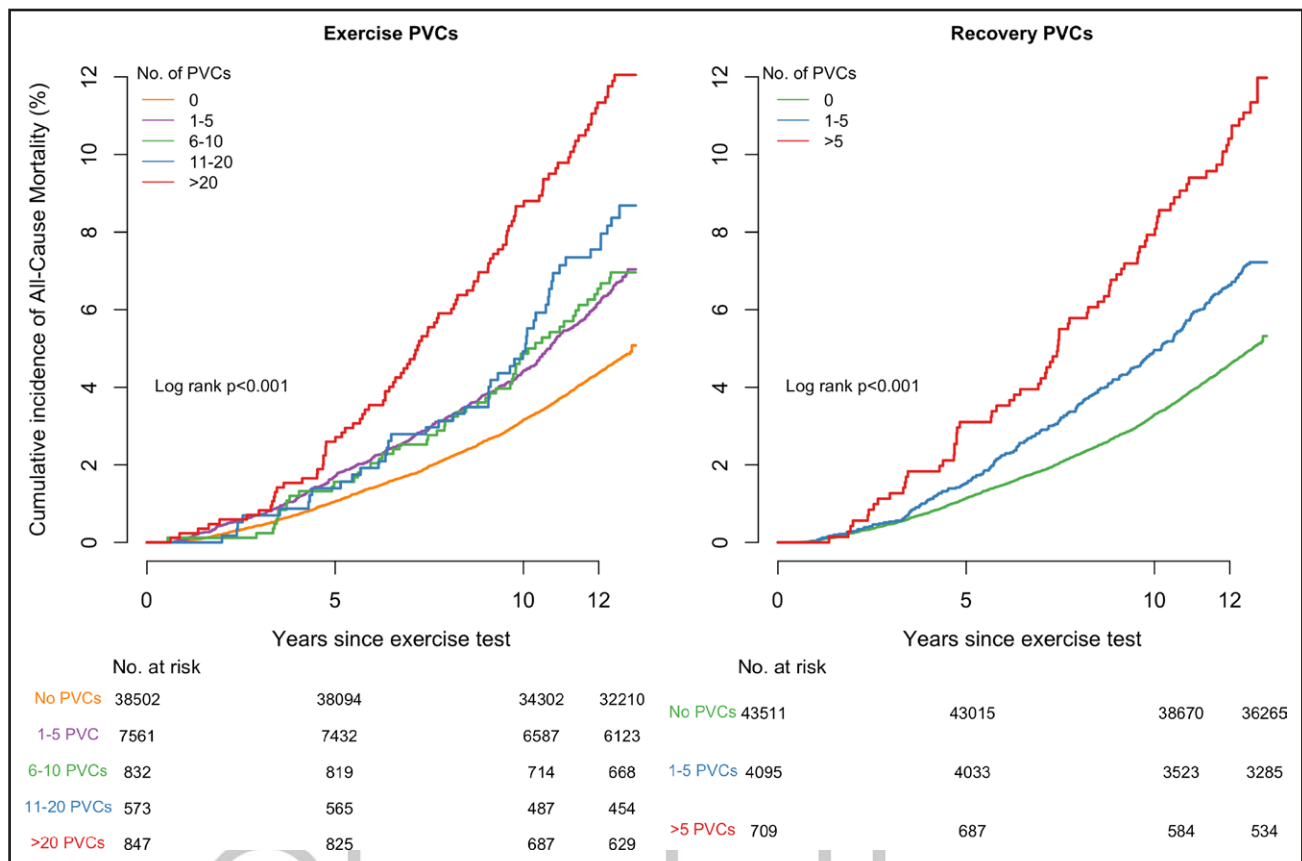 Exercise PVCs
Cumulative incidence of All-Cause Mortality (%)
12
10
8
6
4
2
0
No. of PVCs
0
1-5
6-10
11-20
>20
Log rank p<0.001
0 5 10 12
Years since exercise test
No. at risk
No PVCs 38502 38094 34302 32210
1-5 PVC 7561 7432 6587 6123
6-10 PVCs 832 819 714 668
11-20 PVCs 573 565 487 454
>20 PVCs 847 825 687 629
Recovery PVCs
12
10
8
6
4
2
0
No. of PVCs
0
1-5
>5
Log rank p<0.001
0 5 10 12
Years since exercise test
No. at risk
No PVCs 43511 43015 38670 36265
1-5 PVCs 4095 4033 3523 3285
>5 PVCs 709 687 584 534